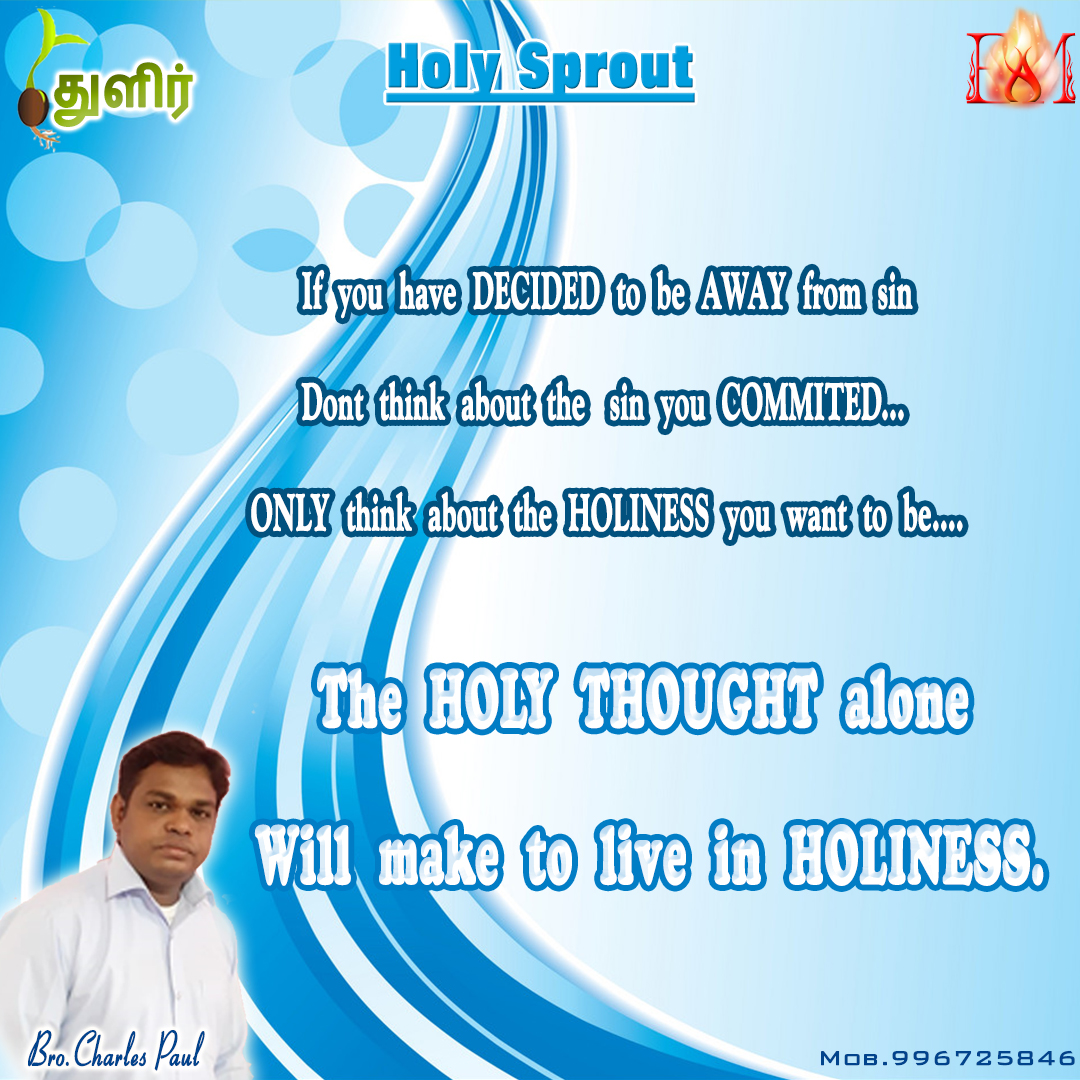 துளிர்
Holy Sprout
If you have DECIDED to be AWAY from sin
Dont think about the sin you COMMITED...
ONLY think about the HOLINESS you want to be....
The HOLY THOUGHT alone
Will make to live in HOLINESS.
Bro.Charles Paul
Mob.996725846